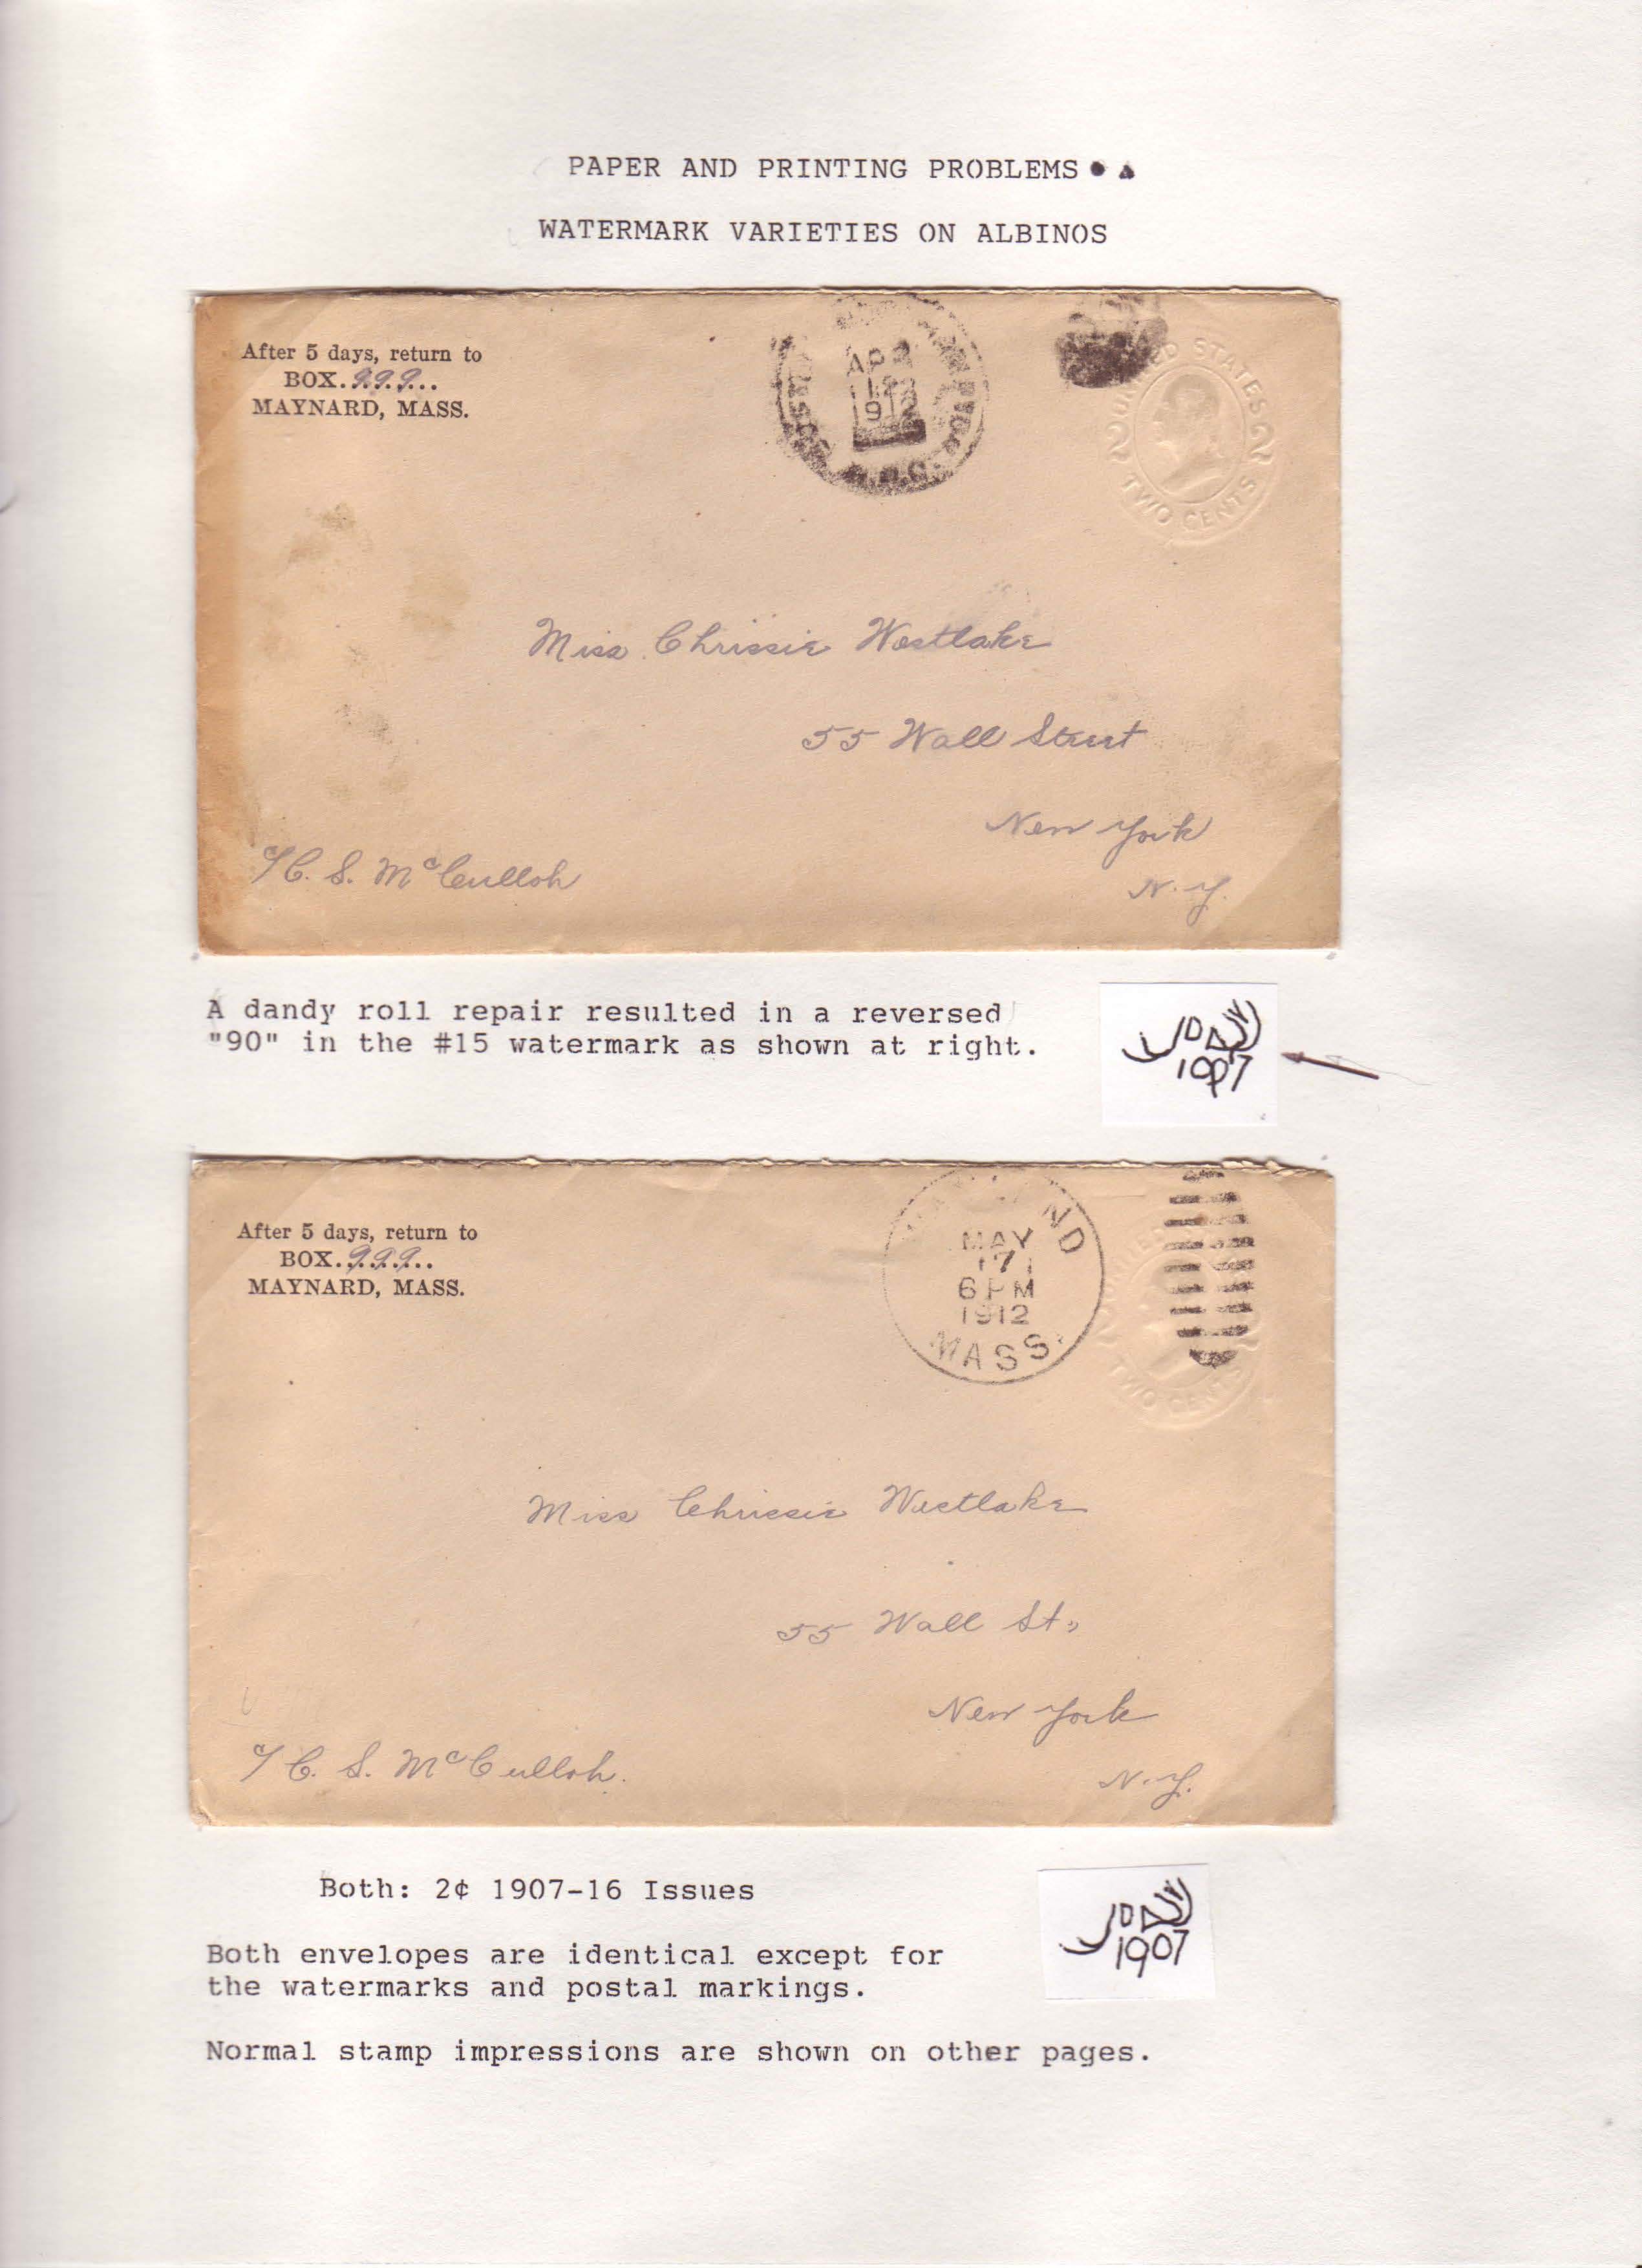 PAPER AND PRINTING PROBLEMS
WATERMARK VARIETIES ON ALBINOS
After 5 days, return to
BOX.999...
MAYNARD, MASS.
912
UNITED STATES
2 2
TWO CENTS
Miss Chrissie Westlake
55 Wall Street
New York
N.Y.
c/ C. S. McCulloh
A dandy roll repair resulted in a reversed
"90" in the #15 watermark as shown at right.
After 5 days, return to
BOX.999...
MAYNARD, MASS.
ND
MAY
17
6 PM
1912
MASS.
TWO CENTS
Miss Chrissie Westlake
55 Wall St.,
New York
N.Y.
c/ C. S. McCulloh.
Both: 2¢ 1907-16 Issues
1907
Both envelopes are identical except for
the watermarks and postal markings.
Normal stamp impressions are shown on other pages.